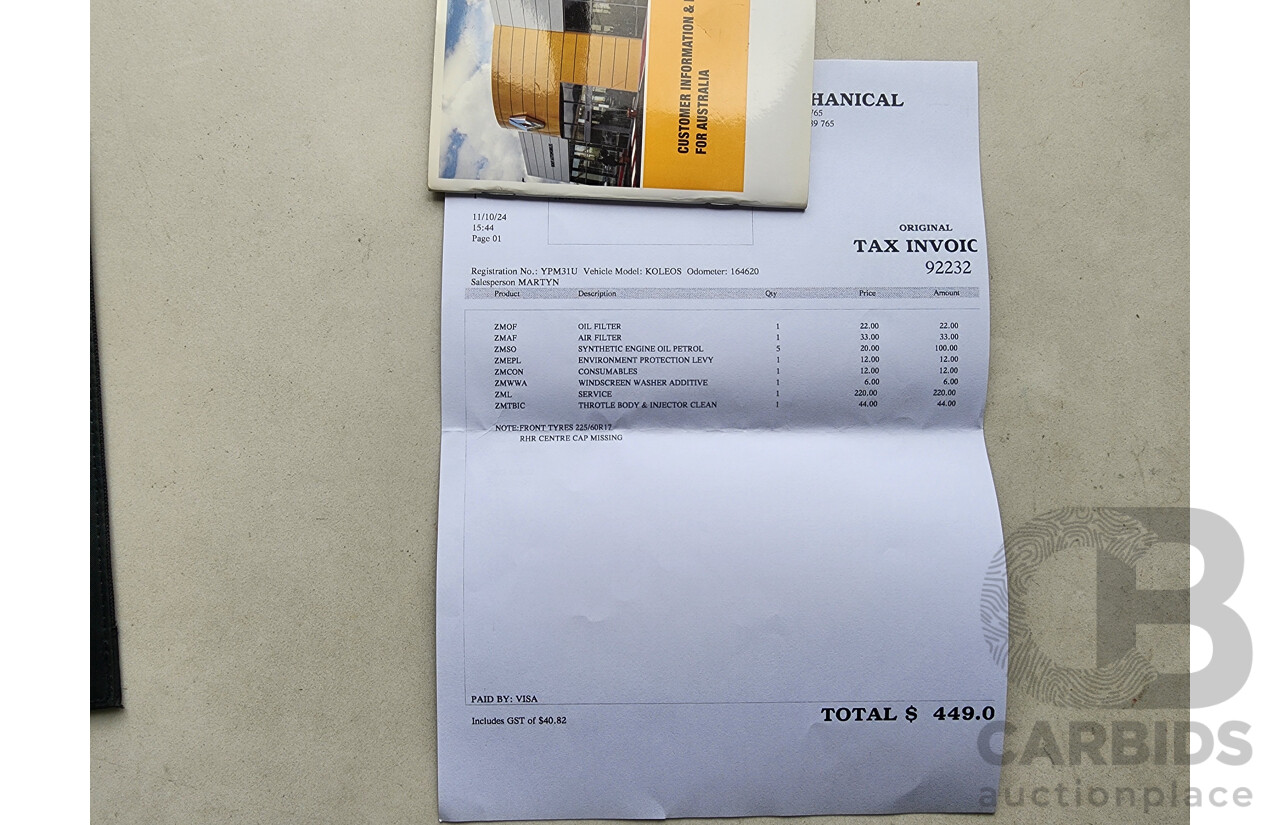 CUSTOMER INFORMATION &
FOR AUSTRALIA
HANICAL
765
39 765
11/10/24
15:44
Page 01
ORIGINAL
TAX INVOIC
92232
Registration No.: YPM31U Vehicle Model: KOLEOS Odometer: 164620
Salesperson MARTYN
Product Description Qty Price Amount
ZMOF OIL FILTER 1 22.00 22.00
ZMAF AIR FILTER 1 33.00 33.00
ZMSO SYNTHETIC ENGINE OIL PETROL 5 20.00 100.00
ZMEPL ENVIRONMENT PROTECTION LEVY 1 12.00 12.00
ZMCON CONSUMABLES 1 12.00 12.00
ZMWWA WINDSCREEN WASHER ADDITIVE 1 6.00 6.00
ZML SERVICE 1 220.00 220.00
ZMTBIC THROTLE BODY & INJECTOR CLEAN 1 44.00 44.00
NOTE:FRONT TYRES 225/60R17
RHR CENTRE CAP MISSING
PAID BY: VISA
Includes GST of $40.82
TOTAL $ 449.0
CB
CARBIDS
auctionplace